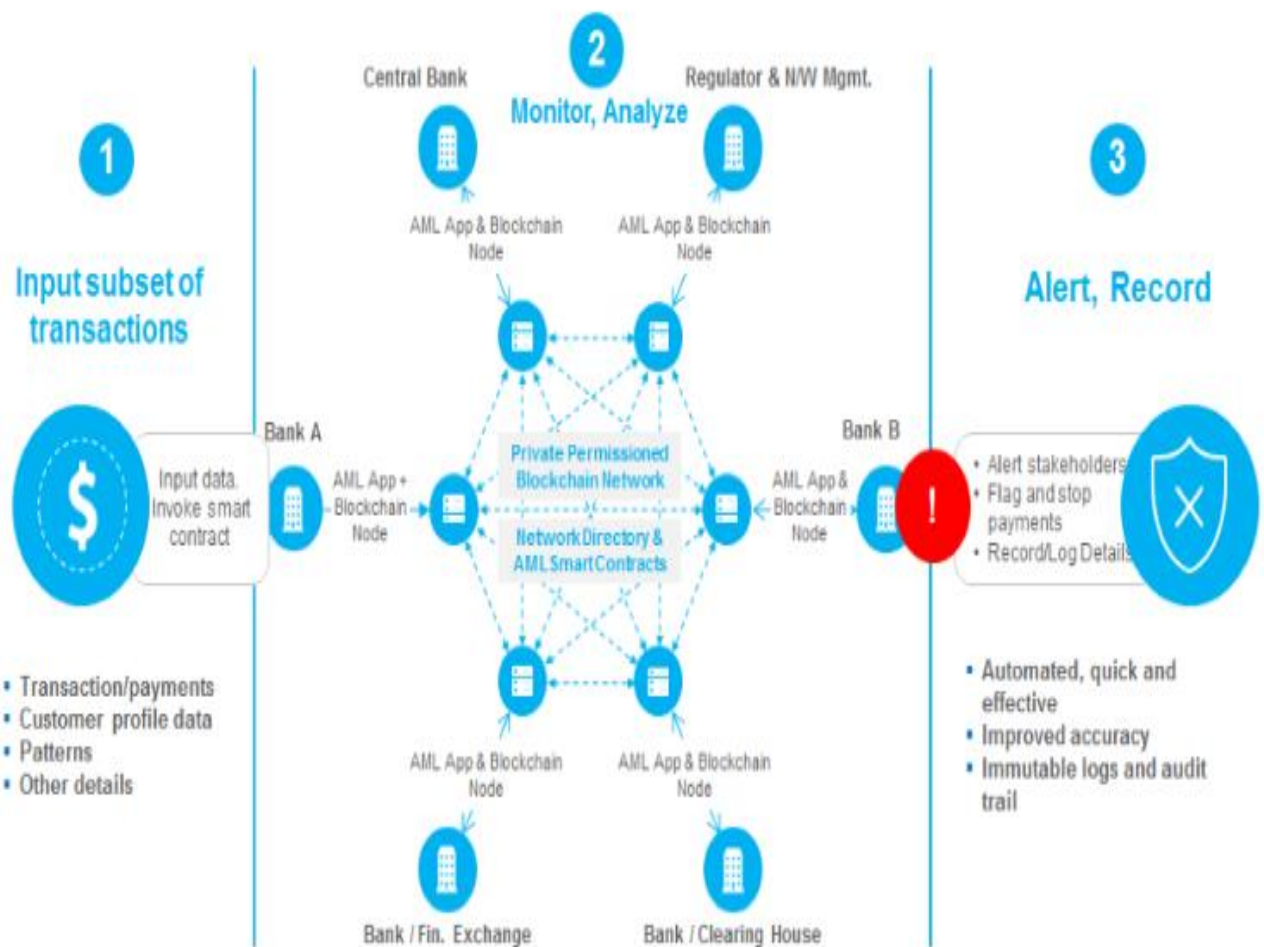 1
Input subset of
transactions
$
Input data.
Invoke smart
contract
▪ Transaction/payments
▪ Customer profile data
▪ Patterns
▪ Other details
2
Monitor, Analyze
Central Bank
Regulator & N/W Mgmt.
AML App & Blockchain
Node
AML App & Blockchain
Node
Bank A
AML App +
Blockchain
Node
Private Permissioned
Blockchain Network
Network Directory &
AML Smart Contracts
Bank B
AML App &
Blockchain
Node
!
AML App & Blockchain
Node
AML App & Blockchain
Node
Bank / Fin. Exchange
Bank / Clearing House
3
Alert, Record
• Alert stakeholders
• Flag and stop
payments
• Record/Log Details
▪ Automated, quick and
effective
▪ Improved accuracy
▪ Immutable logs and audit
trail